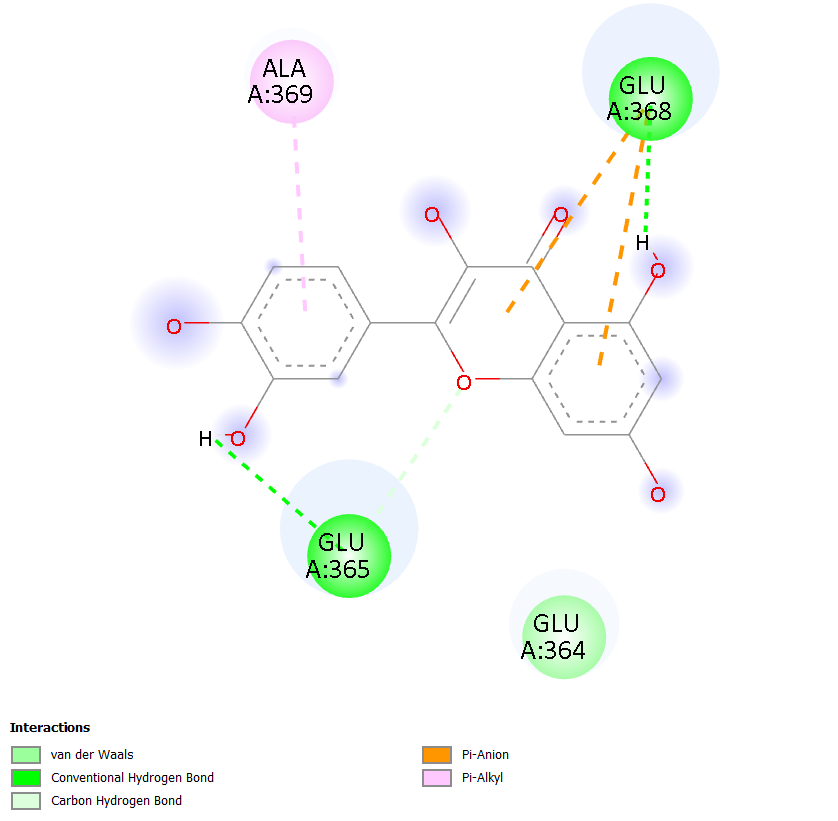 ALA
A:369
GLU
A:368
O
O
H
O
O
O
H
O
O
GLU
A:365
GLU
A:364
Interactions
van der Waals
Conventional Hydrogen Bond
Carbon Hydrogen Bond
Pi-Anion
Pi-Alkyl